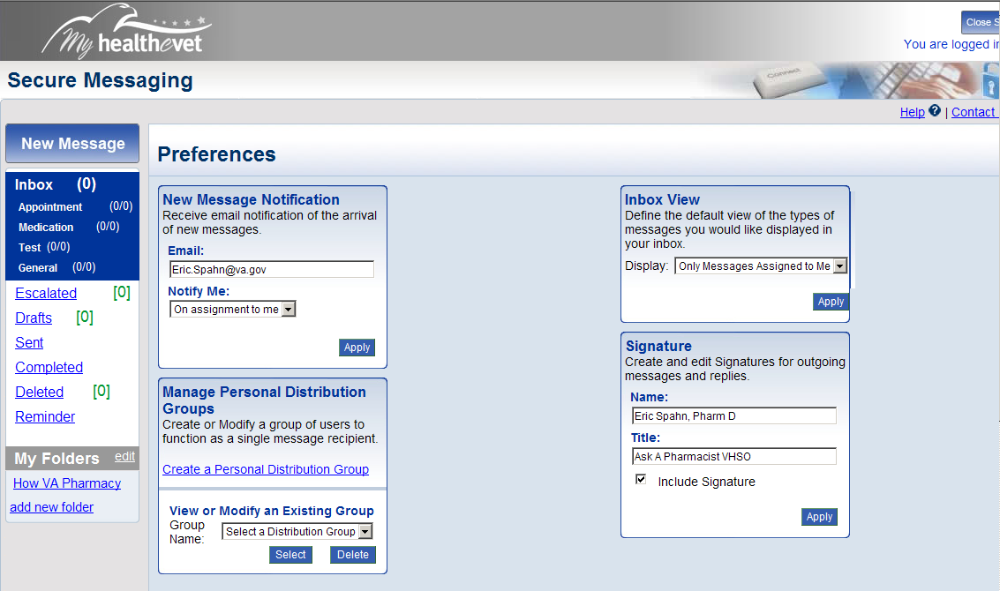 My healthevet
Close S
You are logged in
Secure Messaging
Connect
Help ? | Contact
New Message
Inbox (0)
Appointment (0/0)
Medication (0/0)
Test (0/0)
General (0/0)
Escalated [0]
Drafts [0]
Sent
Completed
Deleted [0]
Reminder
My Folders edit
How VA Pharmacy
add new folder
Preferences
New Message Notification
Receive email notification of the arrival
of new messages.
Email:
Eric.Spahn@va.gov
Notify Me:
On assignment to me
Apply
Manage Personal Distribution
Groups
Create or Modify a group of users to
function as a single message recipient.
Create a Personal Distribution Group
View or Modify an Existing Group
Group
Name:
Select a Distribution Group
Select Delete
Inbox View
Define the default view of the types of
messages you would like displayed in
your inbox.
Display: Only Messages Assigned to Me
Apply
Signature
Create and edit Signatures for outgoing
messages and replies.
Name:
Eric Spahn, Pharm D
Title:
Ask A Pharmacist VHSO
Include Signature
Apply